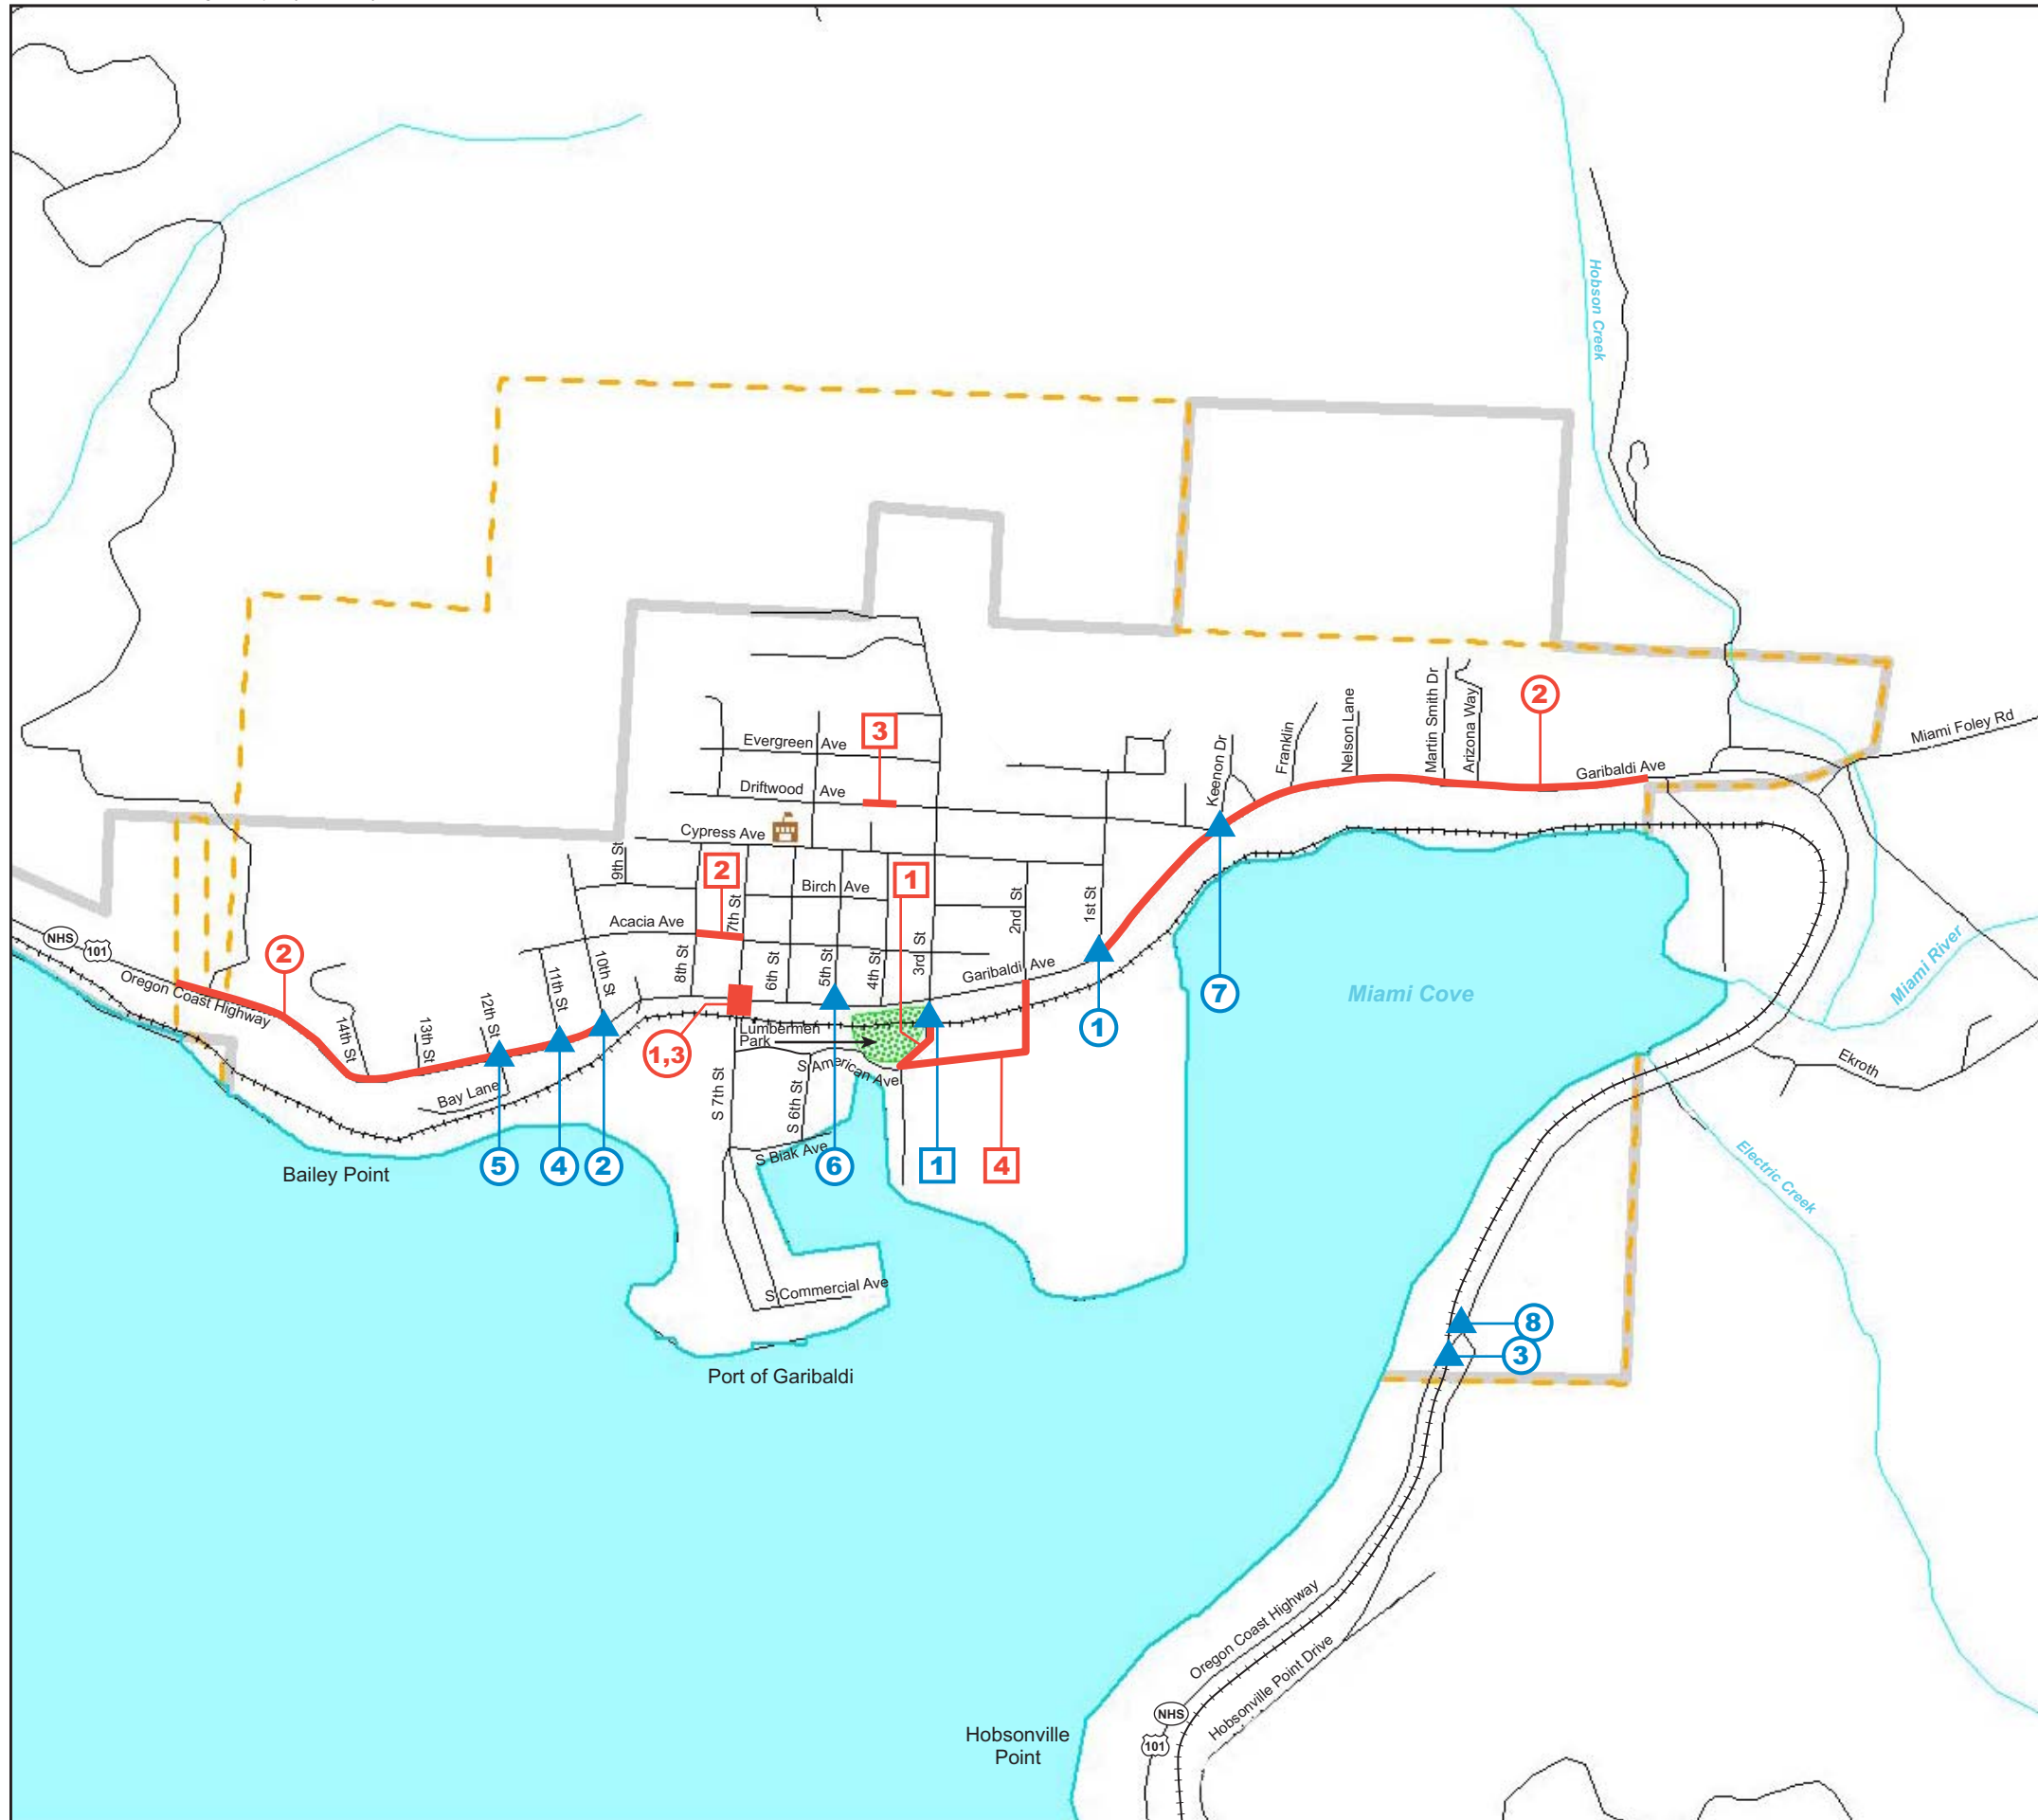 Hobson Creek
2
3
Evergreen Ave
Driftwood Ave
Cypress Ave
2
1
Birch Ave
9th St
7th St
Acacia Ave
8th St
6th St
5th St
4th St
3rd St
2nd St
1st St
Garibaldi Ave
Keenon Dr
Franklin
Nelson Lane
Martin Smith Dr
Arizona Way
Garibaldi Ave
Miami Foley Rd
NHS
101
Oregon Coast Highway
2
14th St
13th St
12th St
11th St
10th St
Bay Lane
1,3
Lumbermen
Park
S American Ave
S 7th St
S 6th St
S Biak Ave
S Commercial Ave
7
1
Miami Cove
Miami River
Ekroth
Electric Creek
Bailey Point
5
4
2
6
1
4
8
3
Port of Garibaldi
Oregon Coast Highway
Hobsonville Point Drive
NHS
101
Hobsonville
Point